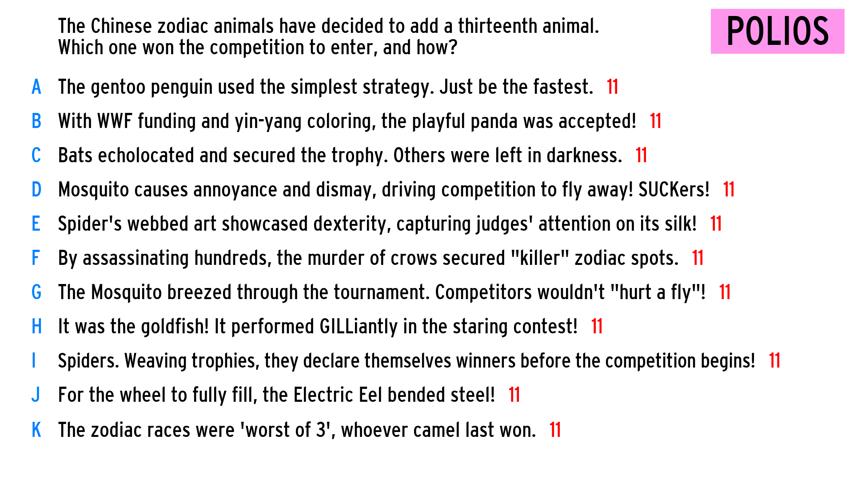 The Chinese zodiac animals have decided to add a thirteenth animal.
Which one won the competition to enter, and how?
POLIOS
A The gentoo penguin used the simplest strategy. Just be the fastest. 11
B With WWF funding and yin-yang coloring, the playful panda was accepted! 11
C Bats echolocated and secured the trophy. Others were left in darkness. 11
D Mosquito causes annoyance and dismay, driving competition to fly away! SUCKers! 11
E Spider's webbed art showcased dexterity, capturing judges' attention on its silk! 11
F By assassinating hundreds, the murder of crows secured "killer" zodiac spots. 11
G The Mosquito breezed through the tournament. Competitors wouldn't "hurt a fly"! 11
H It was the goldfish! It performed GILLiantly in the staring contest! 11
I Spiders. Weaving trophies, they declare themselves winners before the competition begins! 11
J For the wheel to fully fill, the Electric Eel bended steel! 11
K The zodiac races were 'worst of 3', whoever camel last won. 11